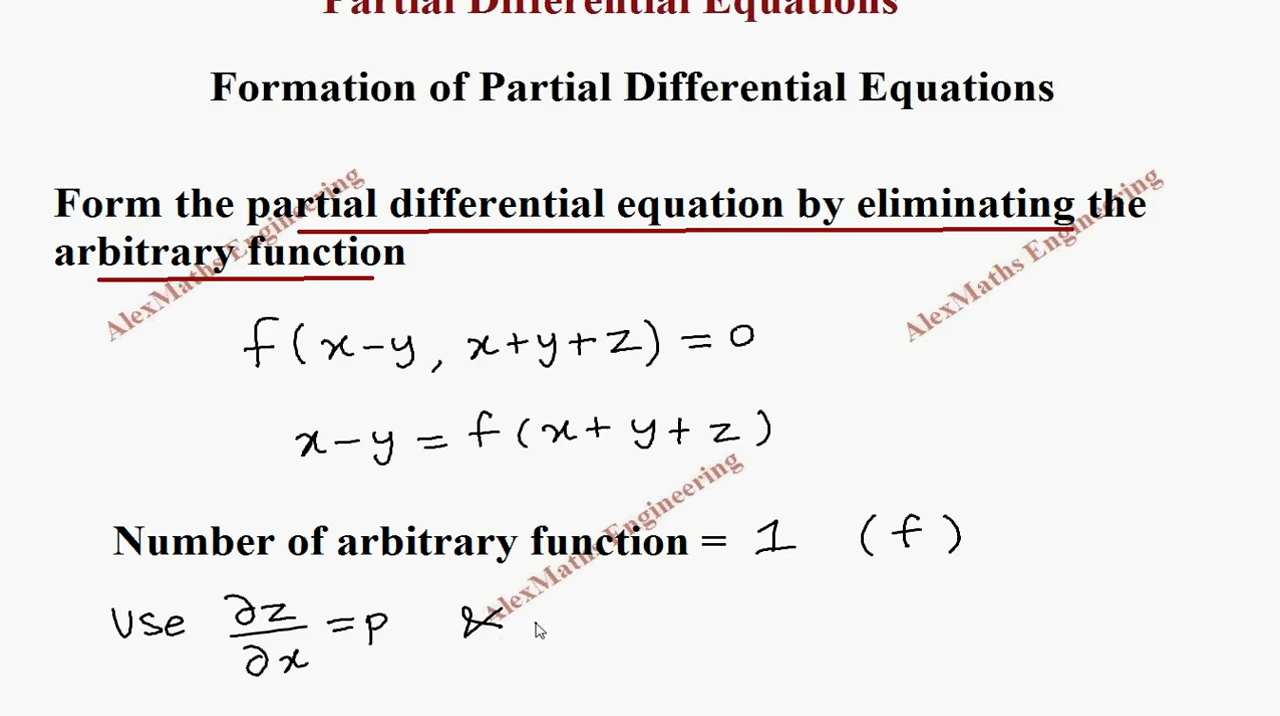 Partial Differential Equations
Formation of Partial Differential Equations
Form the partial differential equation by eliminating the
arbitrary function
f(x-y, x+y+z) = 0
x-y = f(x+y+z)
Number of arbitrary function = 1 (f)
Use ∂z/∂x = p &
AlexMaths Engineering
AlexMaths Engineering
AlexMaths Engineering